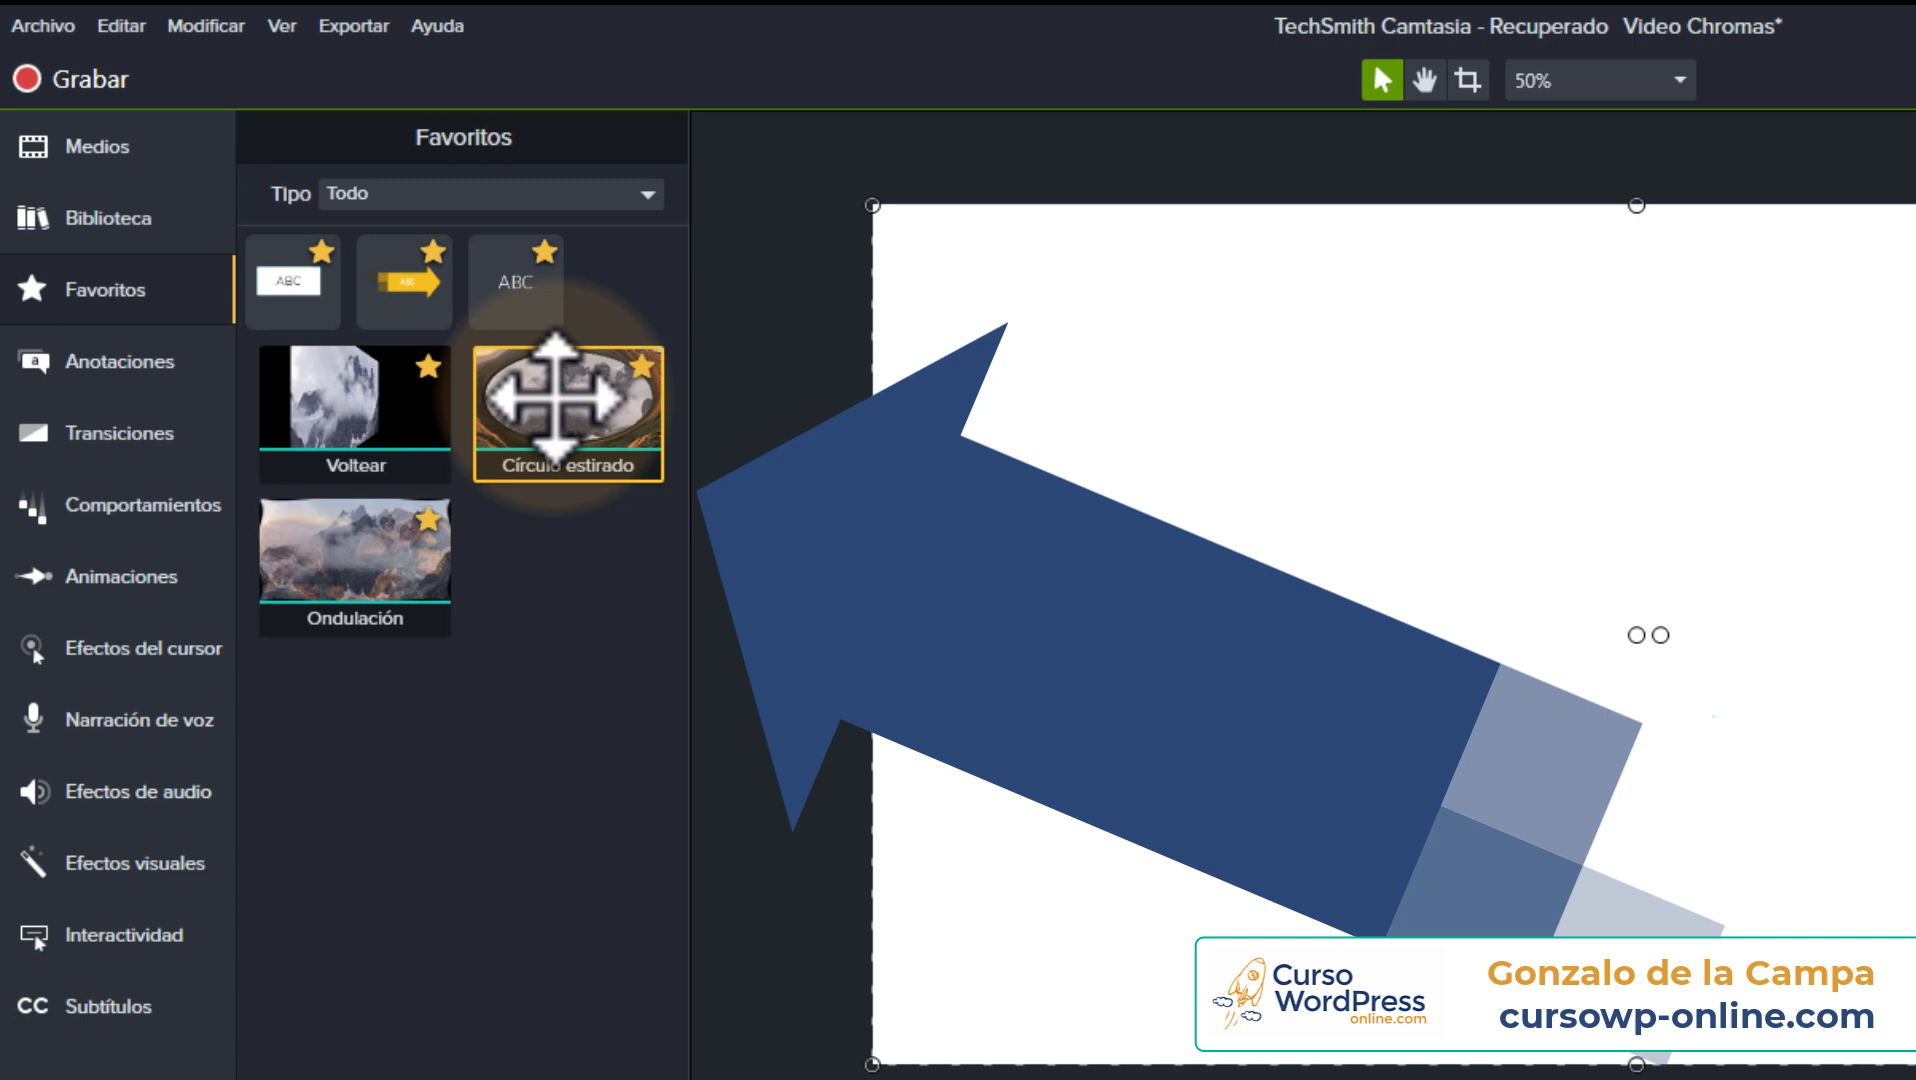 Archivo Editar Modificar Ver Exportar Ayuda
TechSmith Camtasia - Recuperado Video Chromas*
Grabar
50%
Medios
Biblioteca
Favoritos
Anotaciones
Transiciones
Comportamientos
Animaciones
Efectos del cursor
Narración de voz
Efectos de audio
Efectos visuales
Interactividad
CC Subtítulos
Favoritos
Tipo Todo
ABC
ABC
ABC
Voltear
Círculo estirado
Ondulación
Curso
WordPress
online.com
Gonzalo de la Campa
cursowp-online.com